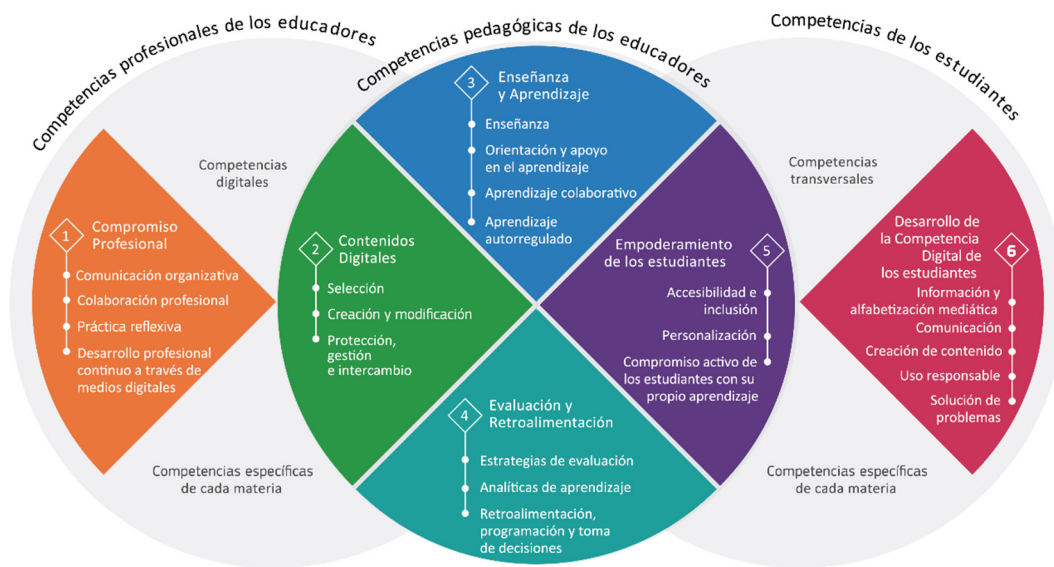 Competencias profesionales de los educadores
Competencias pedagógicas de los educadores
Competencias de los
estudiantes
Competencias
digitales
1
Compromiso
Profesional
Comunicación organizativa
Colaboración profesional
Práctica reflexiva
Desarrollo profesional
continuo a través de
medios digitales
Competencias específicas
de cada materia
2
Contenidos
Digitales
Selección
Creación y modificación
Protección,
gestión
e intercambio
3
Enseñanza
y Aprendizaje
Enseñanza
Orientación y apoyo
en el aprendizaje
Aprendizaje colaborativo
Aprendizaje
autorregulado
4
Evaluación y
Retroalimentación
Estrategias de evaluación
Analíticas de aprendizaje
Retroalimentación,
programación y toma
de decisiones
5
Empoderamiento
de los estudiantes
Accesibilidad e
inclusión
Personalización
Compromiso activo de
los estudiantes con su
propio aprendizaje
Competencias
transversales
6
Desarrollo de
la Competencia
Digital de
los estudiantes
Información y
alfabetización mediática
Comunicación
Creación de contenido
Uso responsable
Solución de
problemas
Competencias específicas
de cada materia